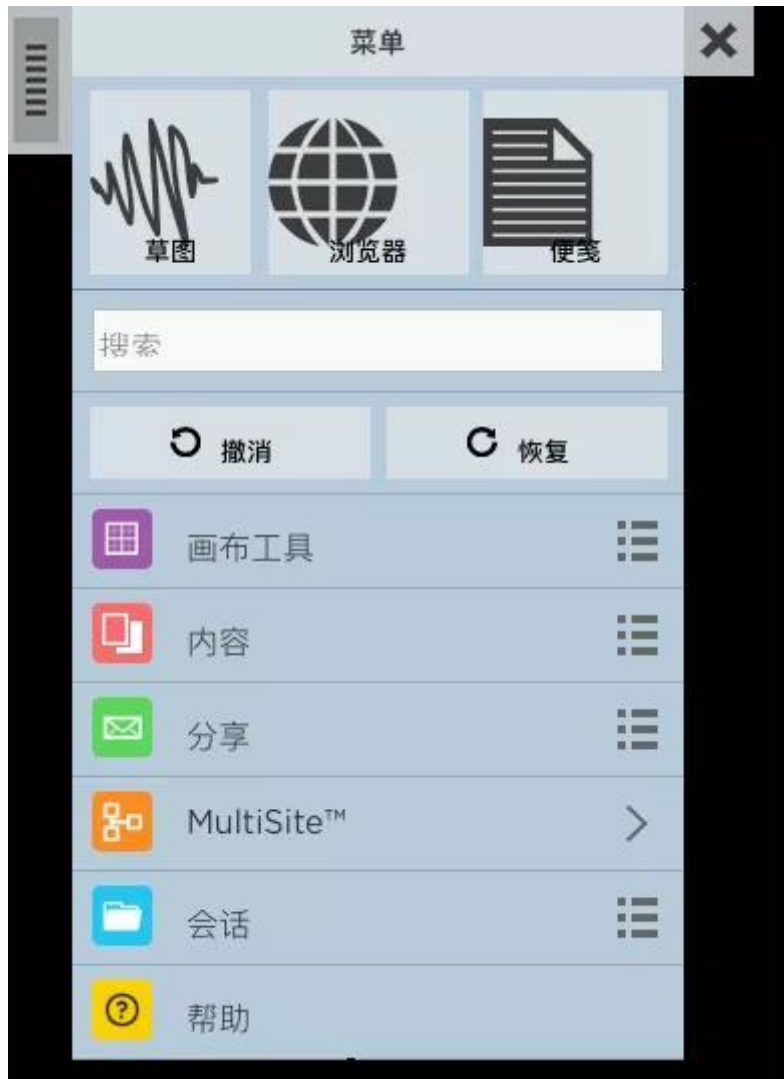 菜单
草图
浏览器
便笺
搜索
撤消
恢复
画布工具
内容
分享
MultiSite™
会话
帮助